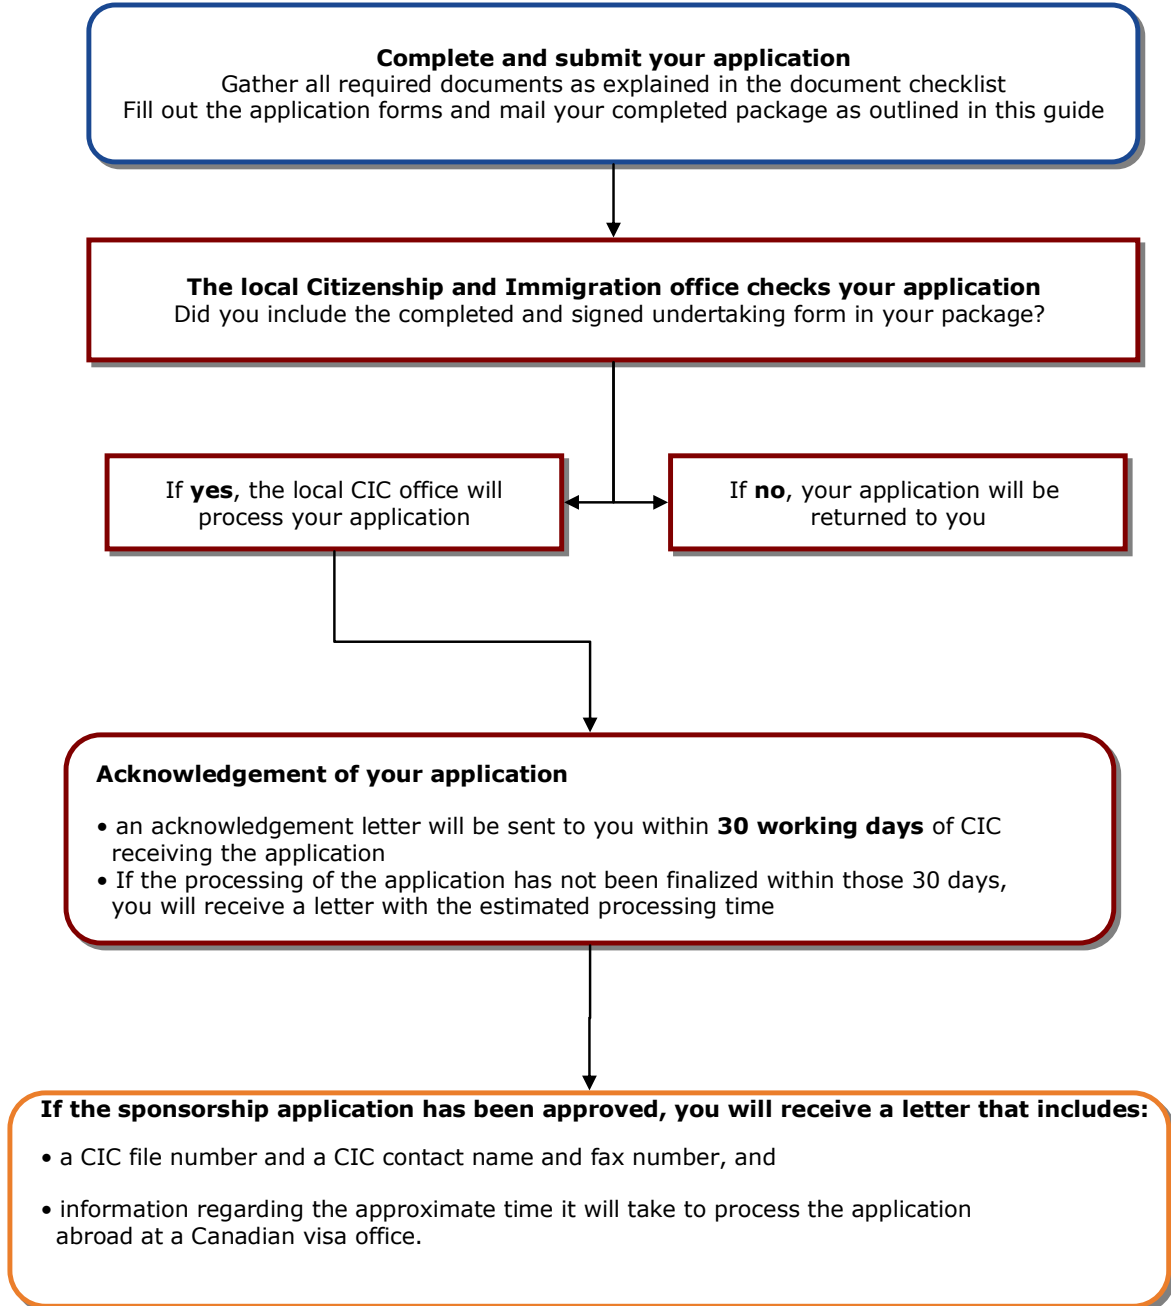 Complete and submit your application
Gather all required documents as explained in the document checklist
Fill out the application forms and mail your completed package as outlined in this guide
The local Citizenship and Immigration office checks your application
Did you include the completed and signed undertaking form in your package?
If yes, the local CIC office will
process your application
If no, your application will be
returned to you
Acknowledgement of your application
• an acknowledgement letter will be sent to you within 30 working days of CIC
receiving the application
• If the processing of the application has not been finalized within those 30 days,
you will receive a letter with the estimated processing time
If the sponsorship application has been approved, you will receive a letter that includes:
• a CIC file number and a CIC contact name and fax number, and
• information regarding the approximate time it will take to process the application
abroad at a Canadian visa office.